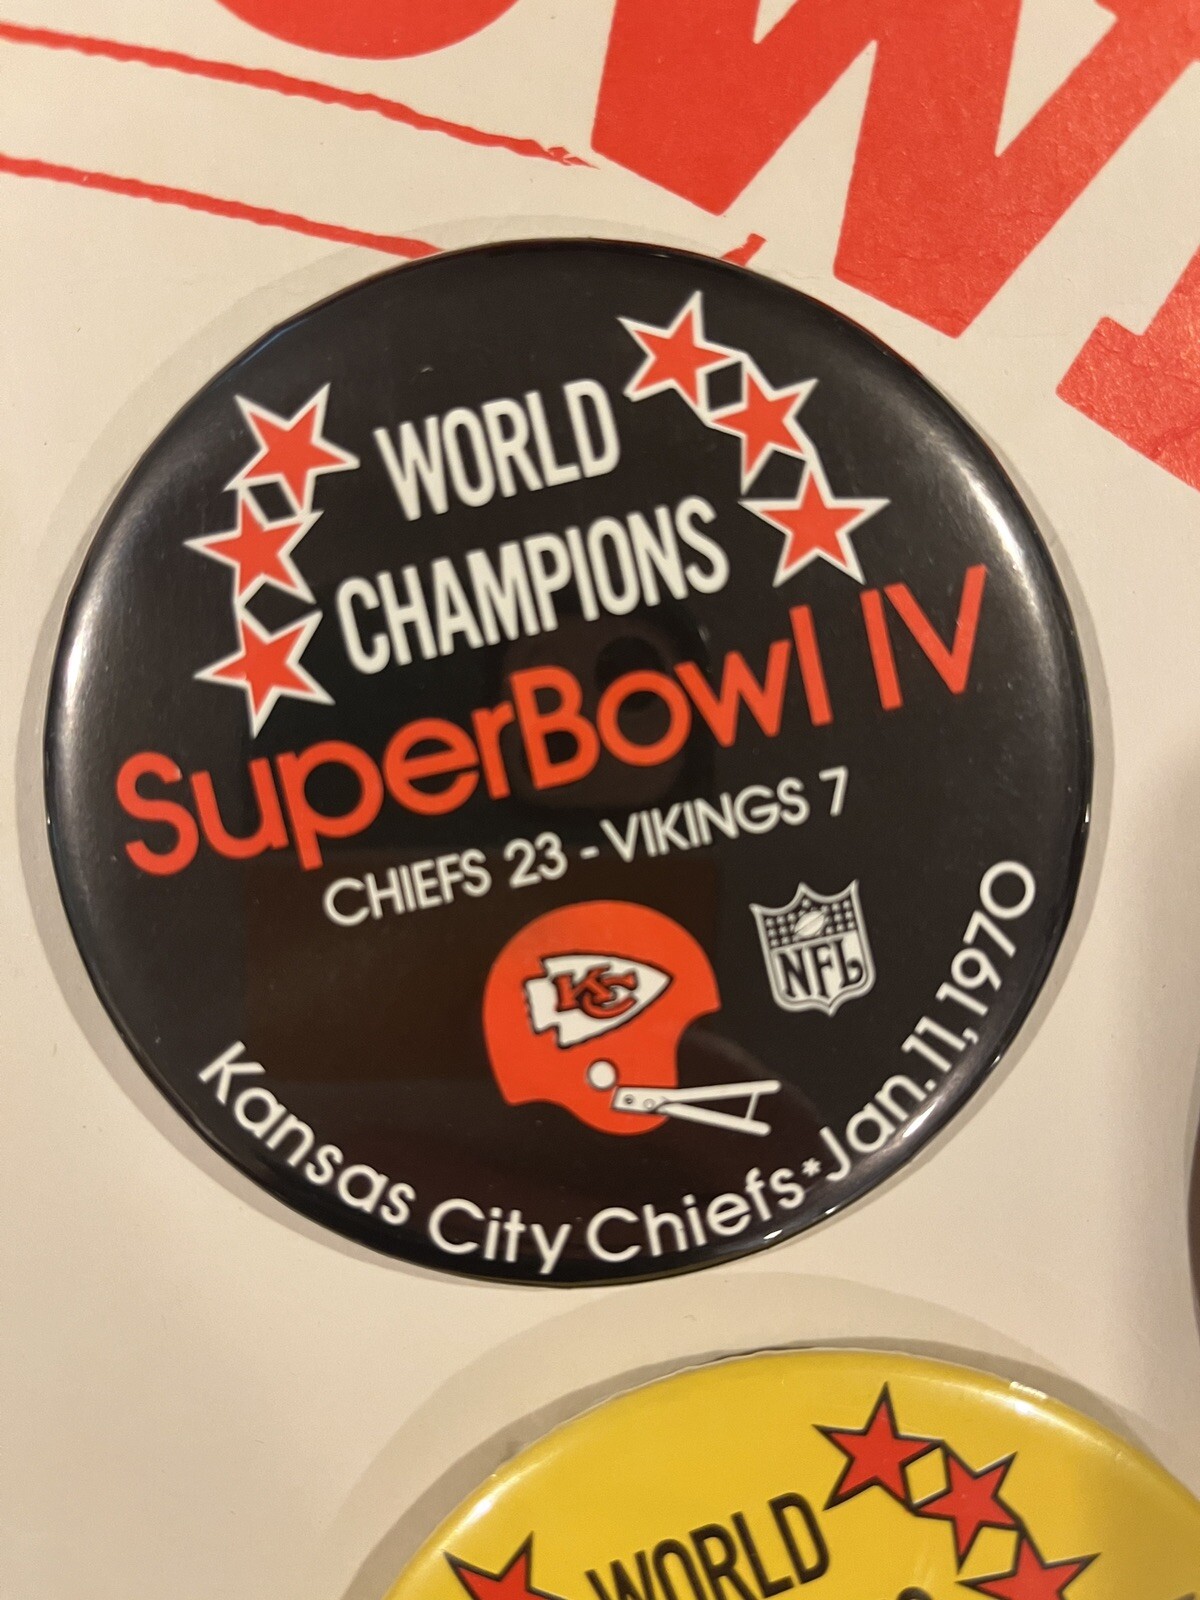 WORLD
CHAMPIONS
SuperBowl IV
CHIEFS 23 - VIKINGS 7
KC
NFL
Kansas City Chiefs*Jan.11,1970
WORLD